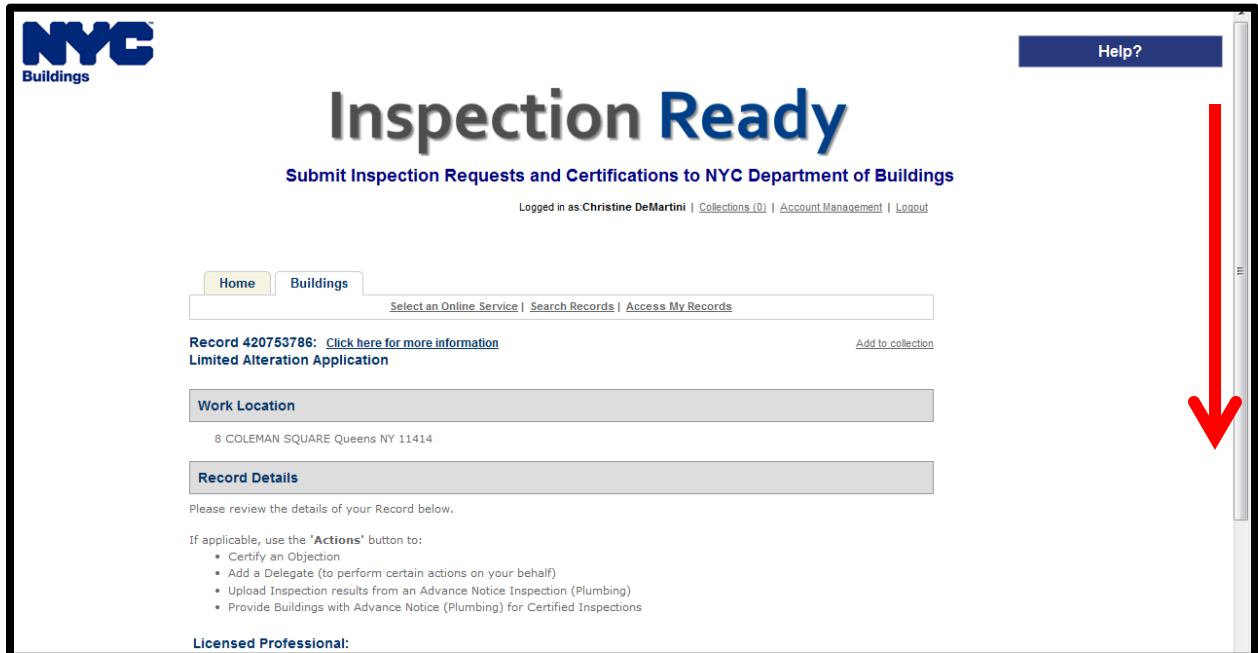 NYC
Buildings
Help?
Inspection Ready
Submit Inspection Requests and Certifications to NYC Department of Buildings
Logged in as:Christine DeMartini | Collections (0) | Account Management | Logout
Home Buildings
Select an Online Service | Search Records | Access My Records
Record 420753786: Click here for more information Add to collection
Limited Alteration Application
Work Location
8 COLEMAN SQUARE Queens NY 11414
Record Details
Please review the details of your Record below.
If applicable, use the 'Actions' button to:
• Certify an Objection
• Add a Delegate (to perform certain actions on your behalf)
• Upload Inspection results from an Advance Notice Inspection (Plumbing)
• Provide Buildings with Advance Notice (Plumbing) for Certified Inspections
Licensed Professional: